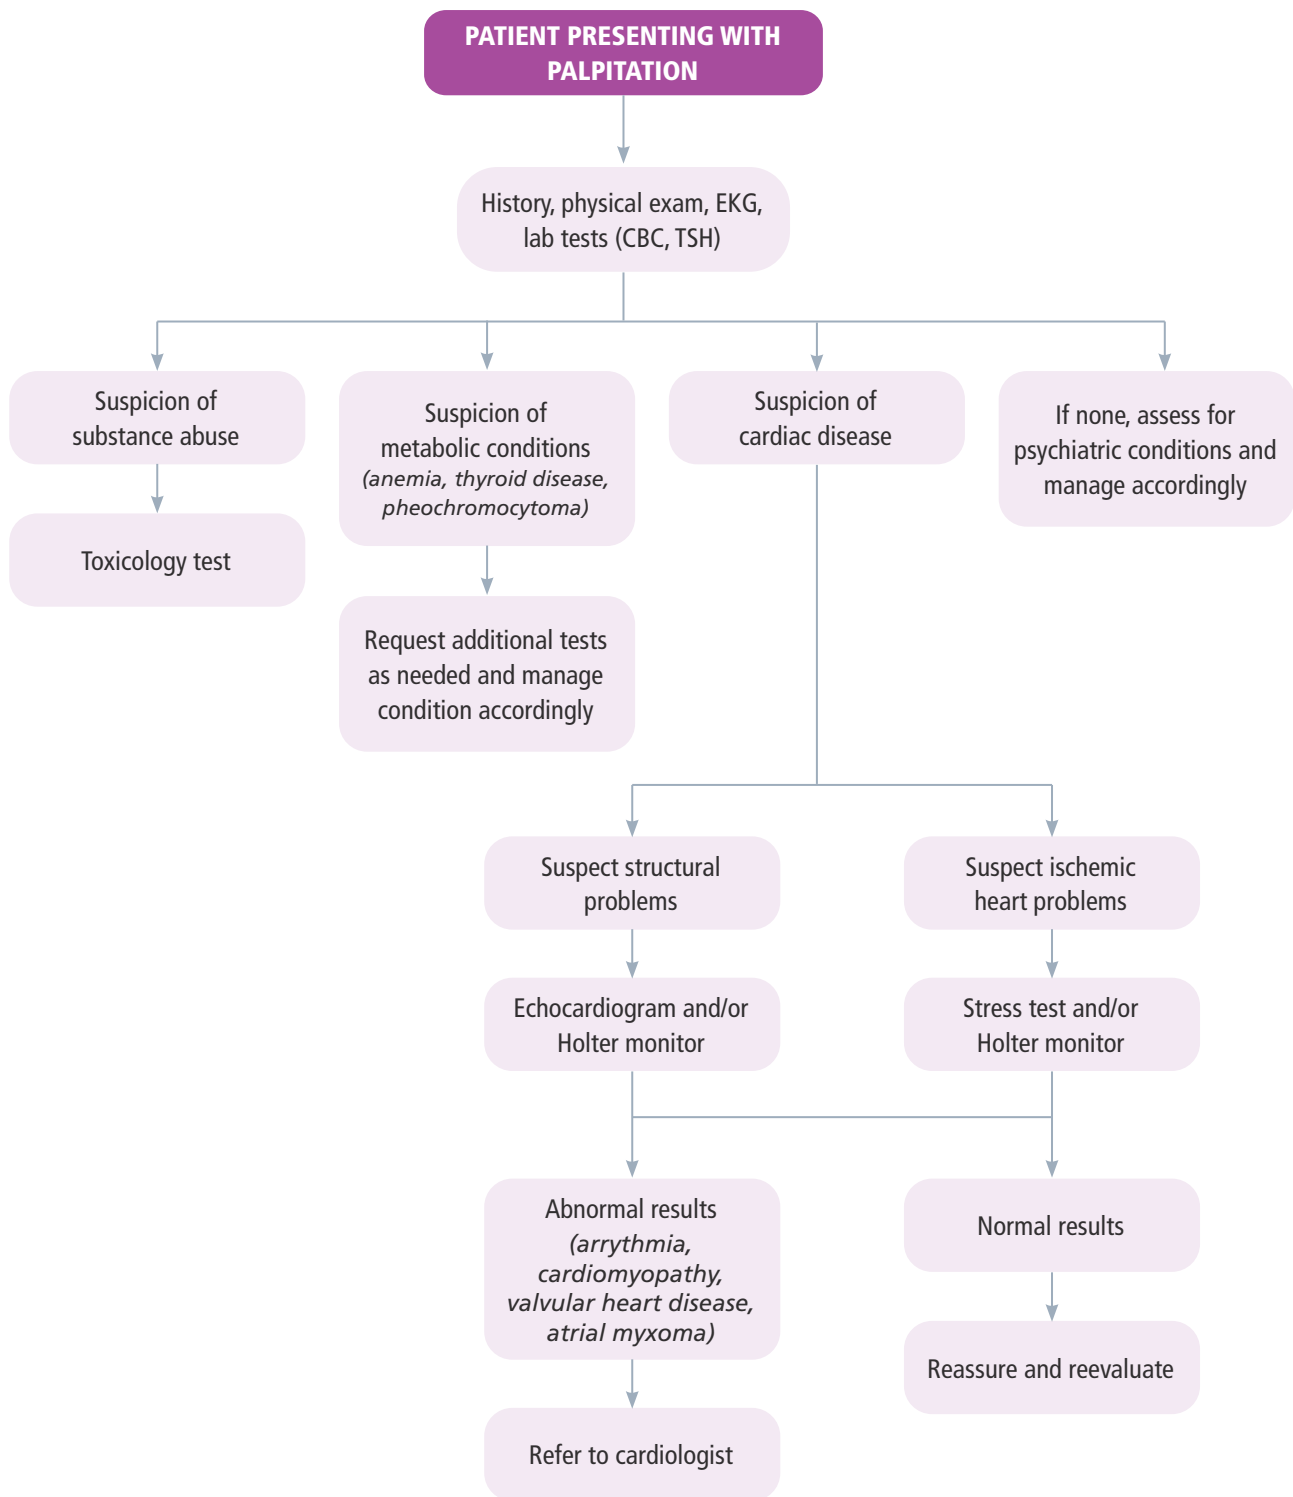 PATIENT PRESENTING WITH
PALPITATION
History, physical exam, EKG,
lab tests (CBC, TSH)
Suspicion of
substance abuse
Toxicology test
Suspicion of
metabolic conditions
(anemia, thyroid disease,
pheochromocytoma)
Request additional tests
as needed and manage
condition accordingly
Suspicion of
cardiac disease
If none, assess for
psychiatric conditions and
manage accordingly
Suspect structural
problems
Echocardiogram and/or
Holter monitor
Suspect ischemic
heart problems
Stress test and/or
Holter monitor
Abnormal results
(arrythmia,
cardiomyopathy,
valvular heart disease,
atrial myxoma)
Refer to cardiologist
Normal results
Reassure and reevaluate